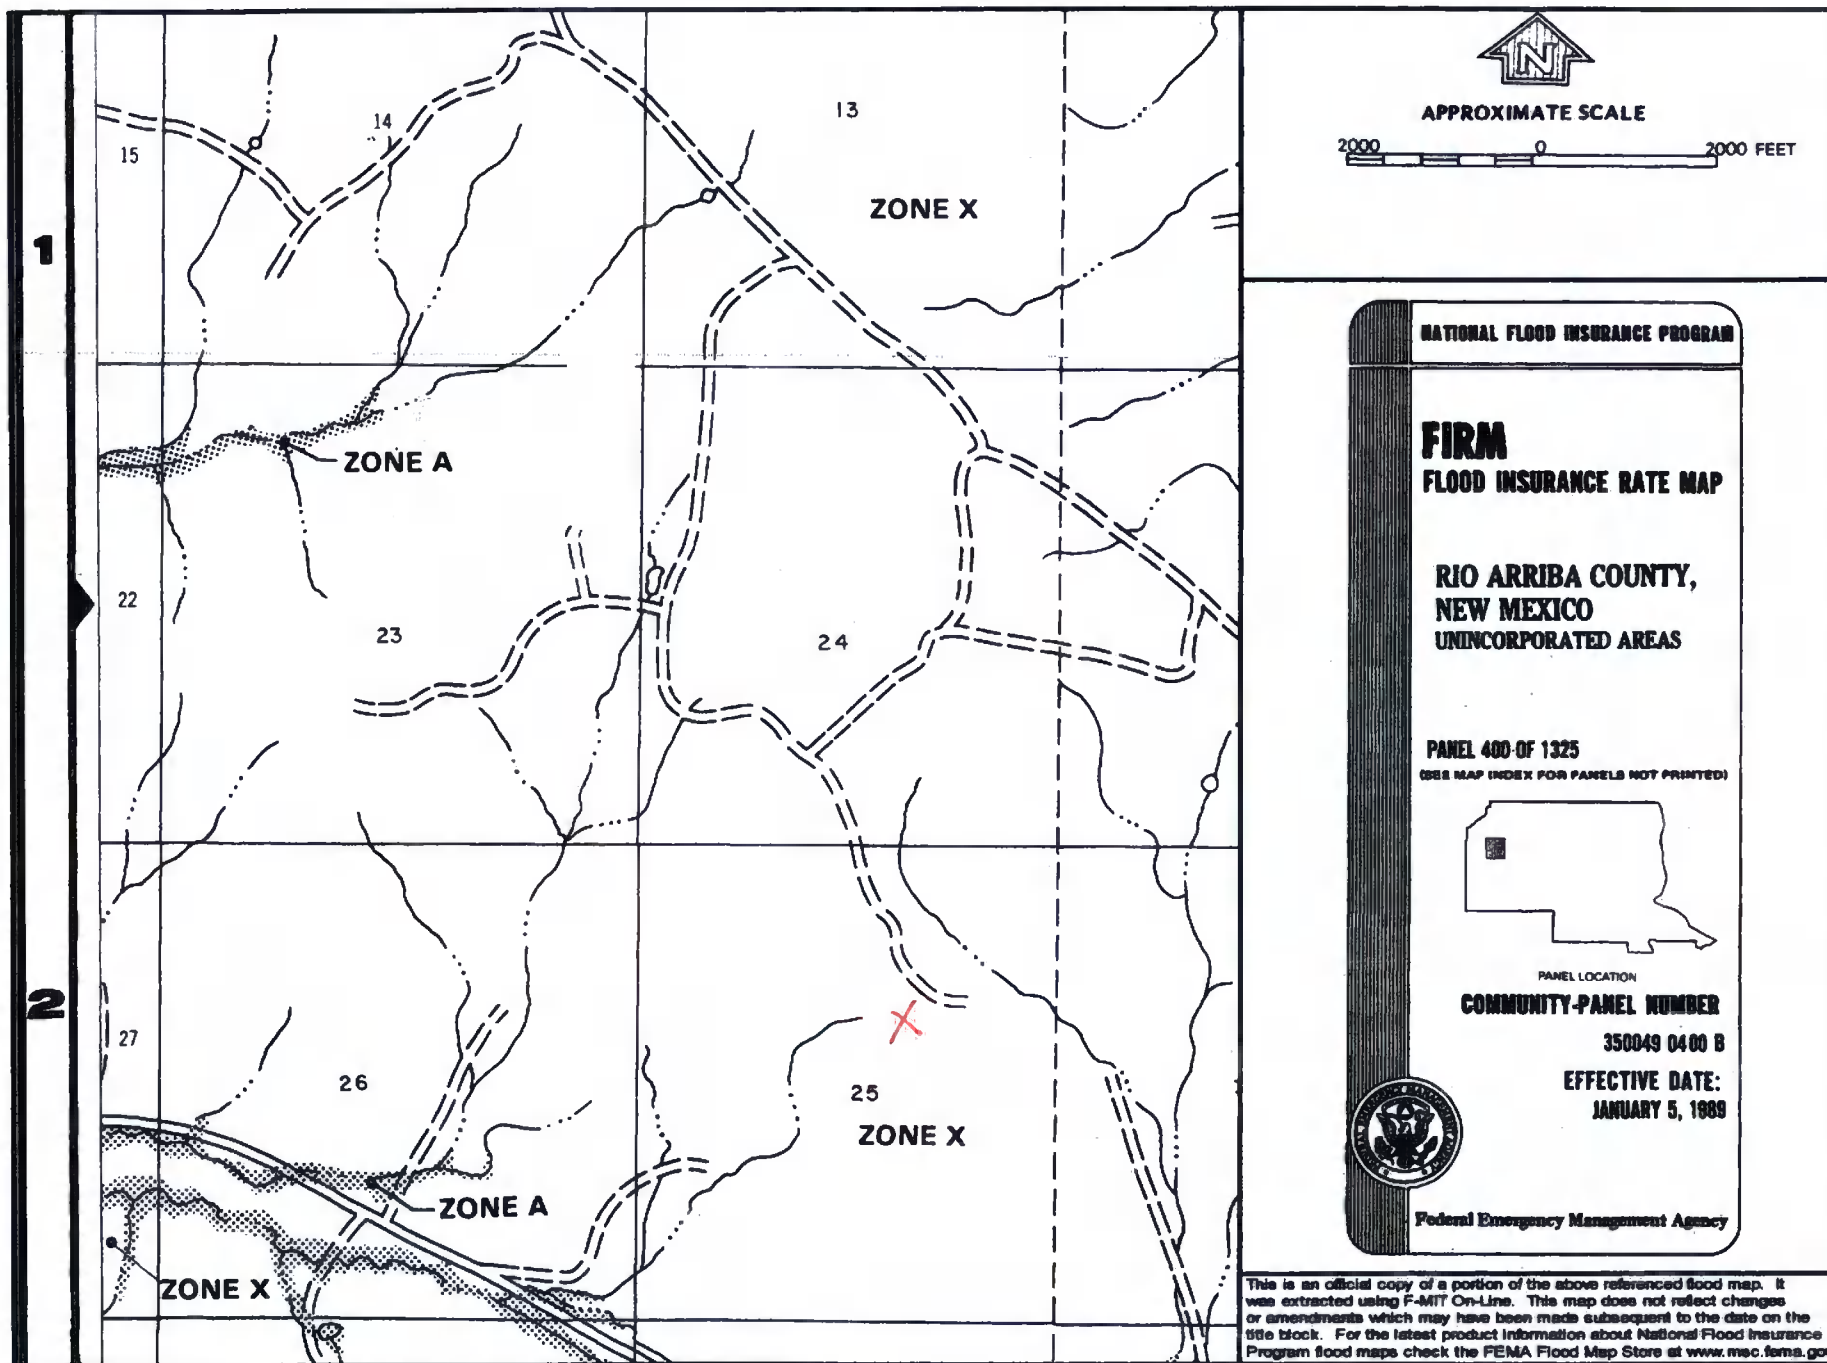 1
2
15
14
13
ZONE X
ZONE A
22
23
24
27
26
25
ZONE X
ZONE A
ZONE X
N
APPROXIMATE SCALE
2000 0 2000 FEET
NATIONAL FLOOD INSURANCE PROGRAM
FIRM
FLOOD INSURANCE RATE MAP
RIO ARRIBA COUNTY,
NEW MEXICO
UNINCORPORATED AREAS
PANEL 400 OF 1325
(SEE MAP INDEX FOR PANELS NOT PRINTED)
PANEL LOCATION
COMMUNITY-PANEL NUMBER
350049 0400 B
EFFECTIVE DATE:
JANUARY 5, 1989
Federal Emergency Management Agency
This is an official copy of a portion of the above referenced flood map. It
was extracted using F-MIT On-Line. This map does not reflect changes
or amendments which may have been made subsequent to the date on the
title block. For the latest product information about National Flood Insurance
Program flood maps check the FEMA Flood Map Store at www.msc.fema.go